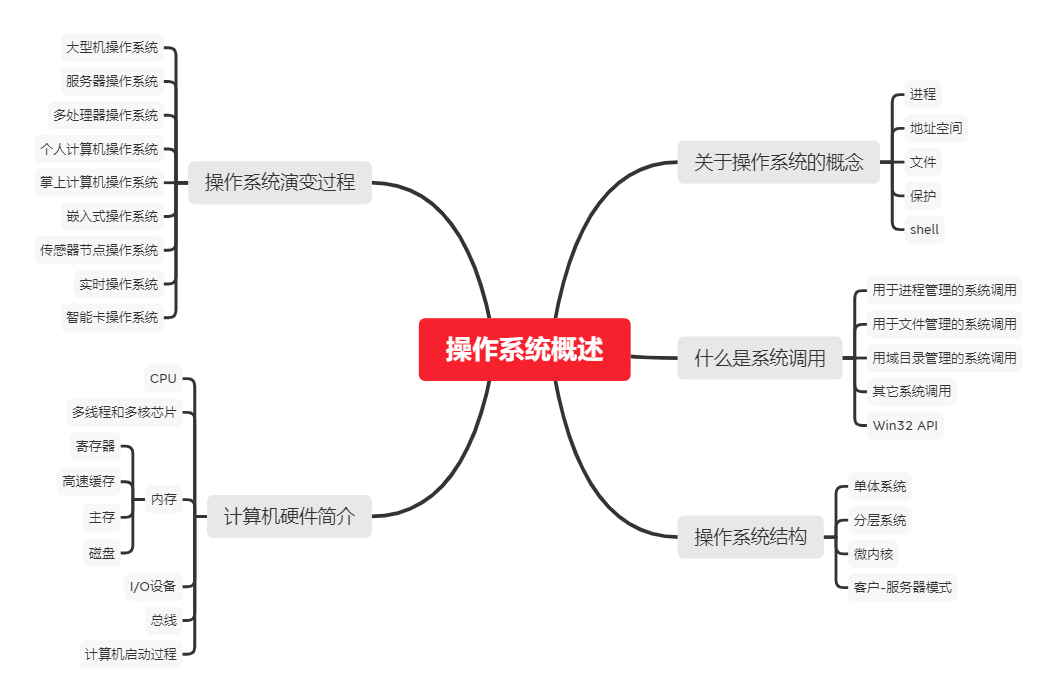 操作系统概述
操作系统演变过程
大型机操作系统
服务器操作系统
多处理器操作系统
个人计算机操作系统
掌上计算机操作系统
嵌入式操作系统
传感器节点操作系统
实时操作系统
智能卡操作系统
计算机硬件简介
CPU
多线程和多核芯片
内存
寄存器
高速缓存
主存
磁盘
I/O设备
总线
计算机启动过程
关于操作系统的概念
进程
地址空间
文件
保护
shell
什么是系统调用
用于进程管理的系统调用
用于文件管理的系统调用
用域目录管理的系统调用
其它系统调用
Win32 API
操作系统结构
单体系统
分层系统
微内核
客户-服务器模式